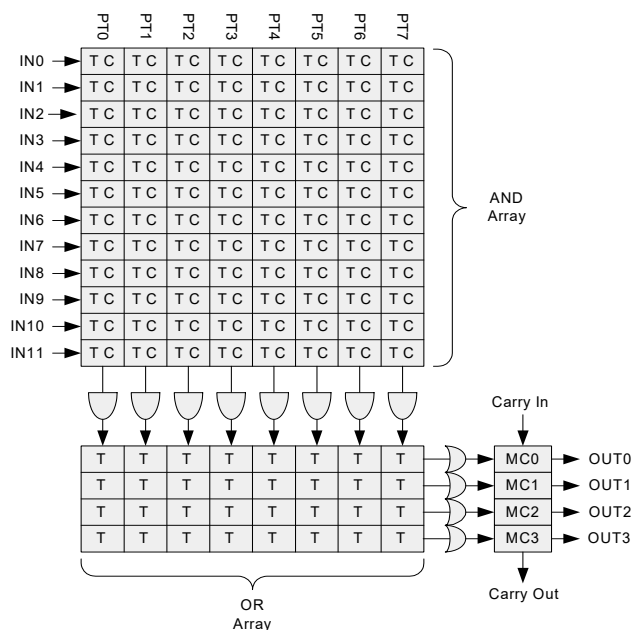 PT0 PT1 PT2 PT3 PT4 PT5 PT6 PT7
IN0 T C T C T C T C T C T C T C T C
IN1 T C T C T C T C T C T C T C T C
IN2 T C T C T C T C T C T C T C T C
IN3 T C T C T C T C T C T C T C T C
IN4 T C T C T C T C T C T C T C T C
IN5 T C T C T C T C T C T C T C T C
IN6 T C T C T C T C T C T C T C T C
IN7 T C T C T C T C T C T C T C T C
IN8 T C T C T C T C T C T C T C T C
IN9 T C T C T C T C T C T C T C T C
IN10 T C T C T C T C T C T C T C T C
IN11 T C T C T C T C T C T C T C T C
AND
Array
Carry In
T T T T T T T T MC0 OUT0
T T T T T T T T MC1 OUT1
T T T T T T T T MC2 OUT2
T T T T T T T T MC3 OUT3
Carry Out
OR
Array